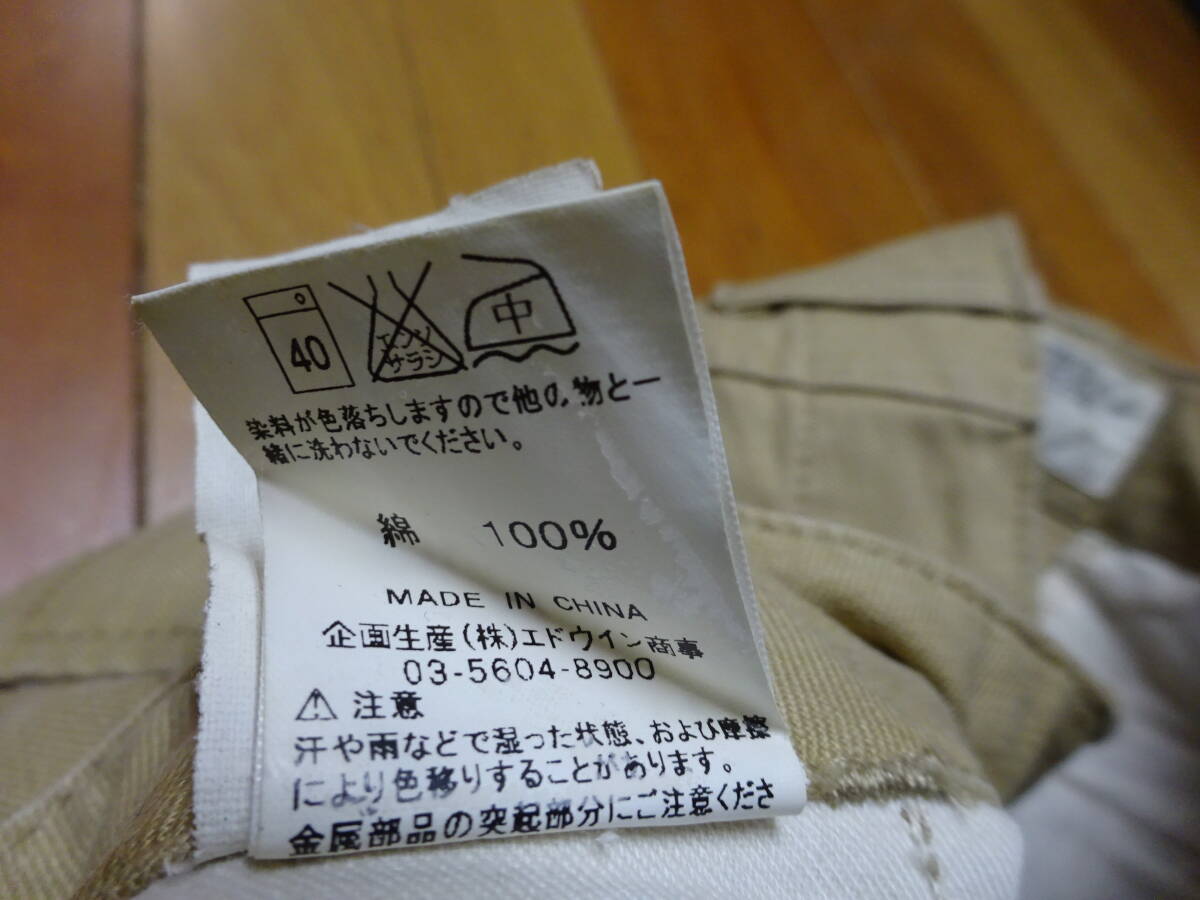 40
エンソ
サラシ
中
染料が色落ちしますので他の物と一
緒に洗わないでください。
綿 100%
MADE IN CHINA
企画生産(株)エドウイン商事
03-5604-8900
⚠ 注意
汗や雨などで湿った状態、および摩擦
により色移りすることがあります。
金属部品の突起部分にご注意くださ